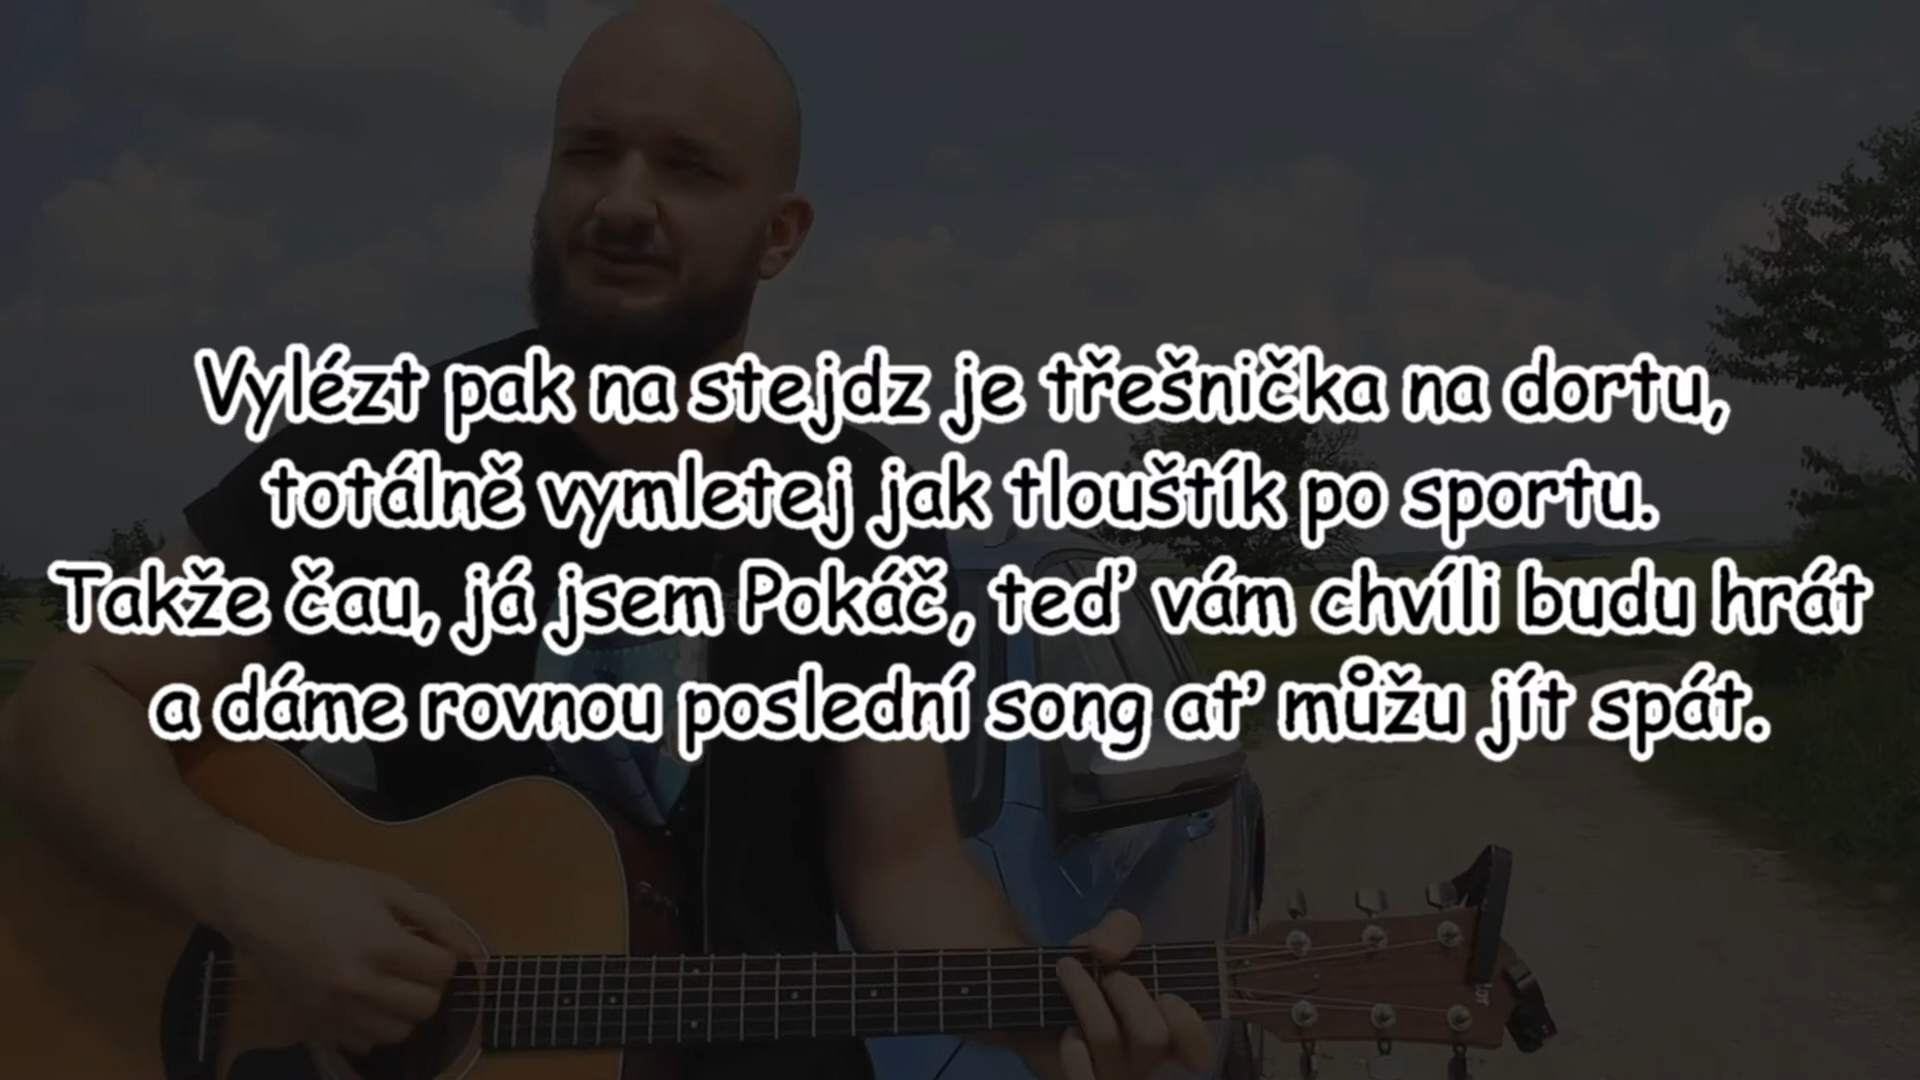 Vylézt pak na stejdz je třešnička na dortu,
totálně vymletej jak tlouštík po sportu.
Takže čau, já jsem Pokáč, teď vám chvíli budu hrát
a dáme rovnou poslední song ať můžu jít spát.